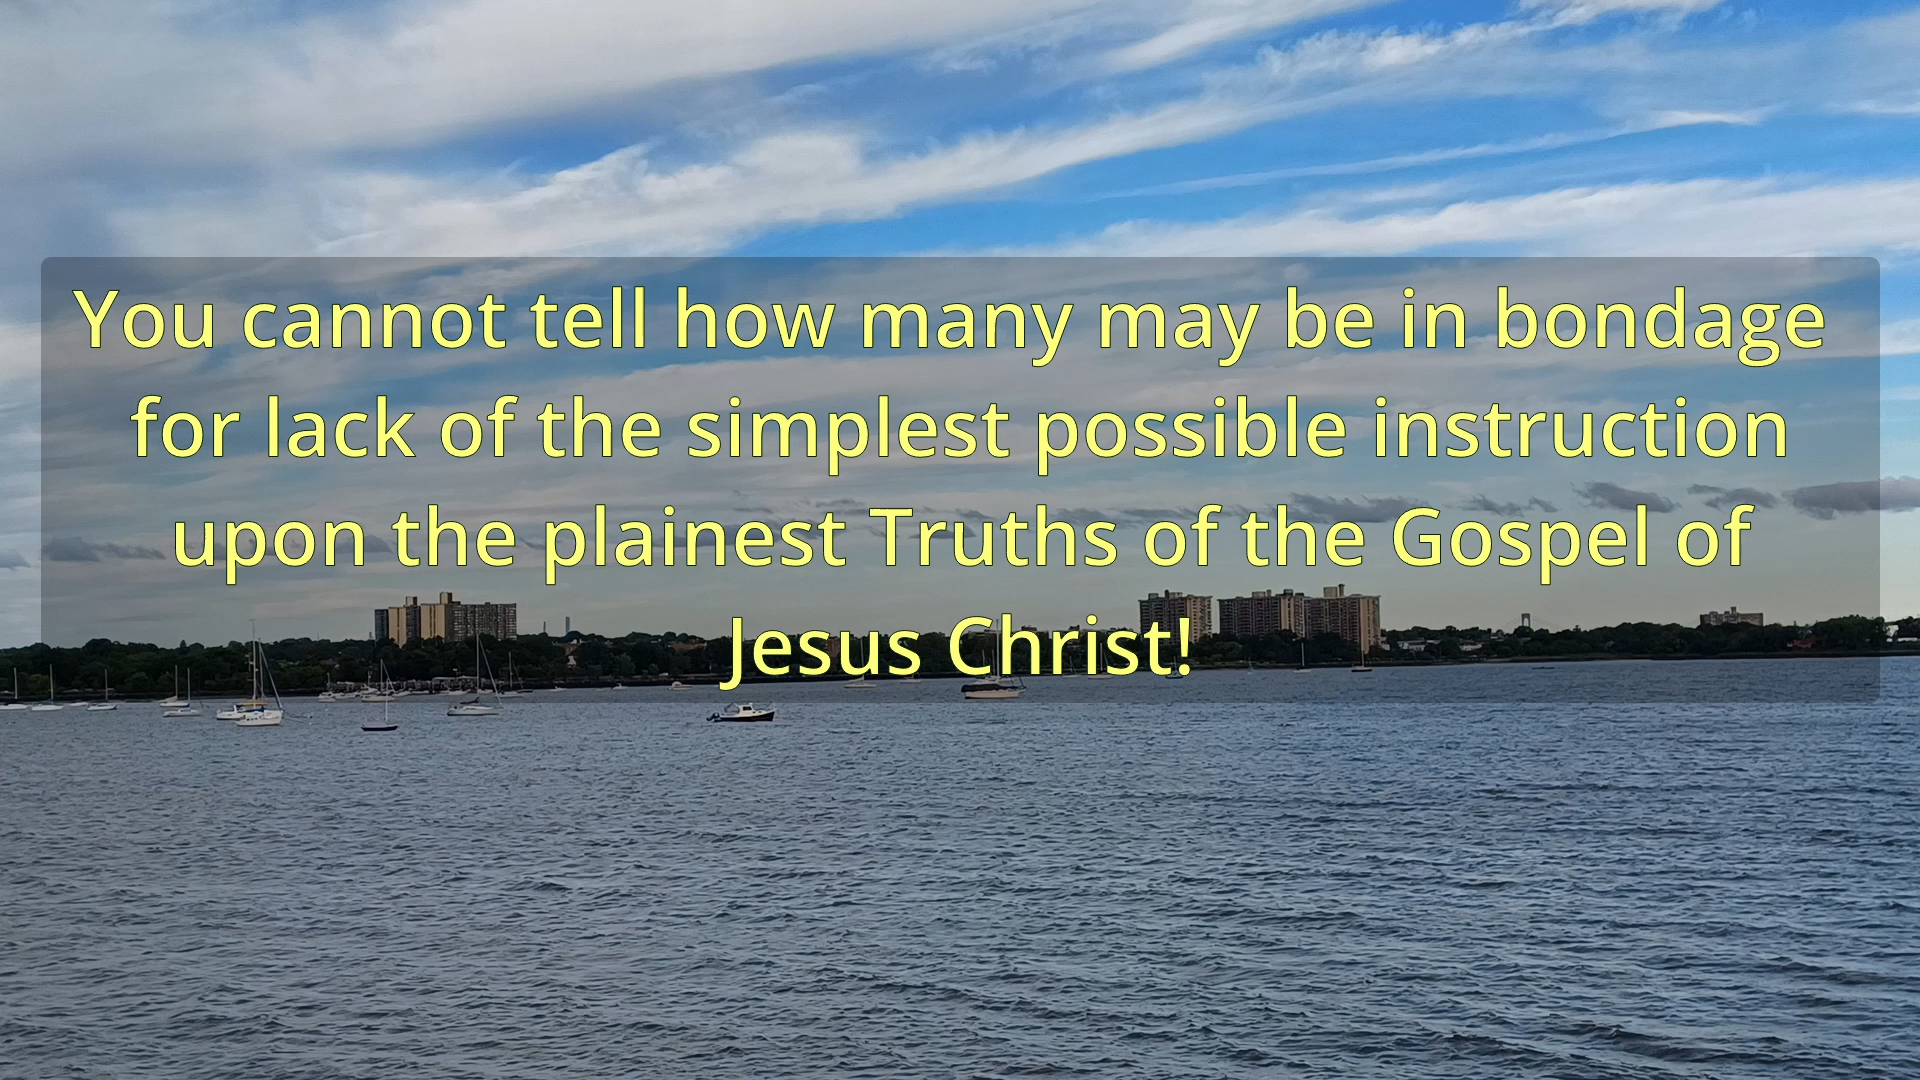 You cannot tell how many may be in bondage
for lack of the simplest possible instruction
upon the plainest Truths of the Gospel of
Jesus Christ!